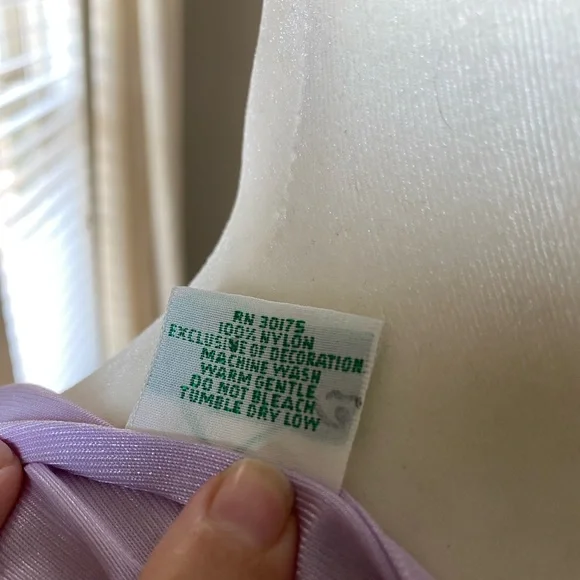 RN 30175
100% NYLON
EXCLUSIVE OF DECORATION
MACHINE WASH
WARM GENTLE
DO NOT BLEACH
TUMBLE DRY LOW